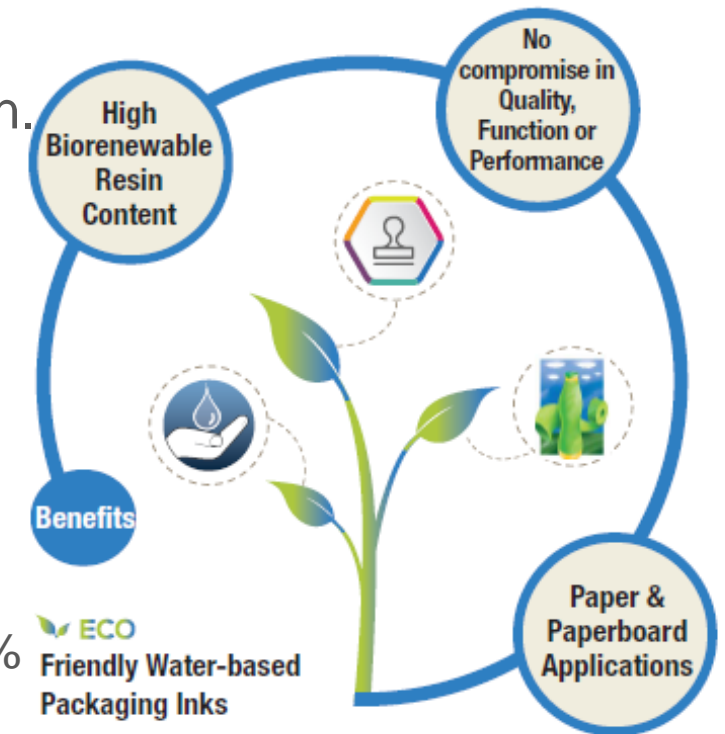 No
compromise in
Quality,
Function or
Performance
n.
High
Biorenewable
Resin
Content
Benefits
Paper &
Paperboard
Applications
ECO
%
Friendly Water-based
Packaging Inks